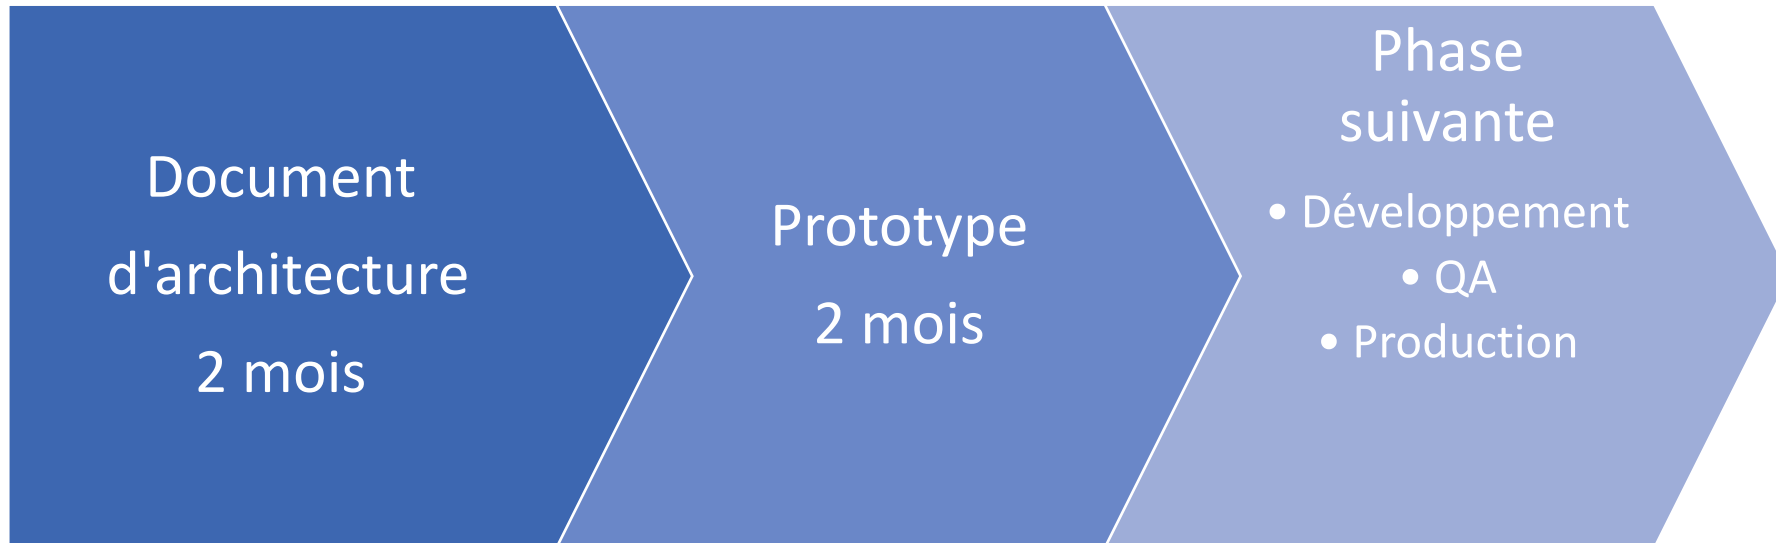 Document
d'architecture
2 mois
Prototype
2 mois
Phase
suivante
• Développement
• QA
• Production